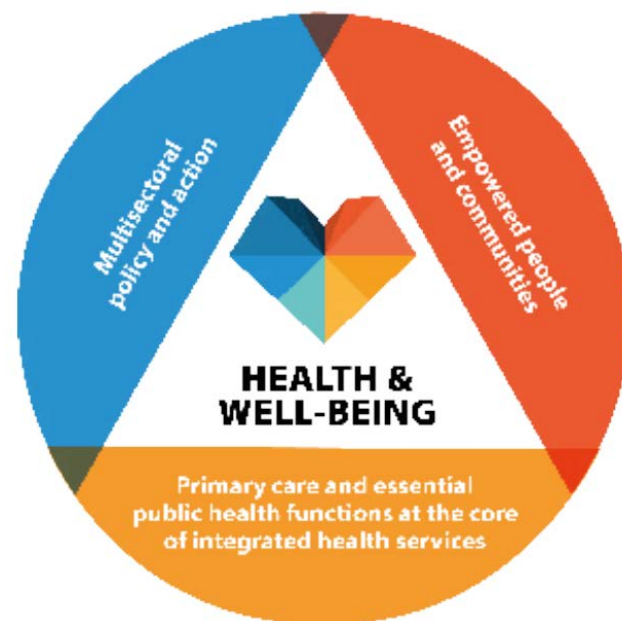 Multisectoral
policy and action
Empowered people
and communities
HEALTH &
WELL-BEING
Primary care and essential
public health functions at the core
of integrated health services